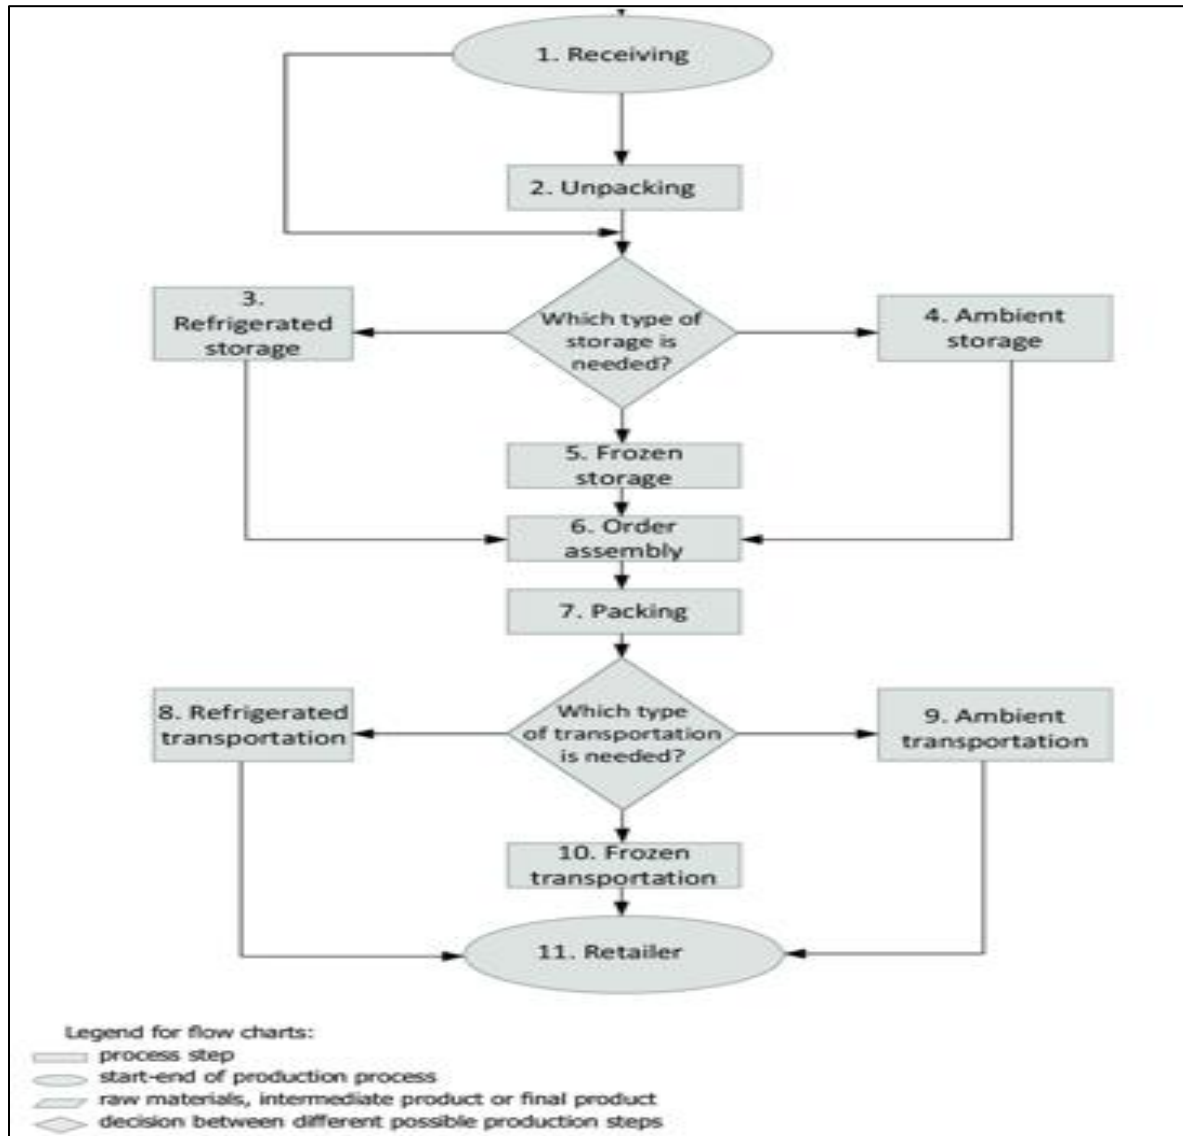 1. Receiving
2. Unpacking
3.
Refrigerated
storage
Which type of
storage is
needed?
4. Ambient
storage
5. Frozen
storage
6. Order
assembly
7. Packing
8. Refrigerated
transportation
Which type
of transportation
is needed?
9. Ambient
transportation
10. Frozen
transportation
11. Retailer
Legend for flow charts:
process step
start-end of production process
raw materials, intermediate product or final product
decision between different possible production steps